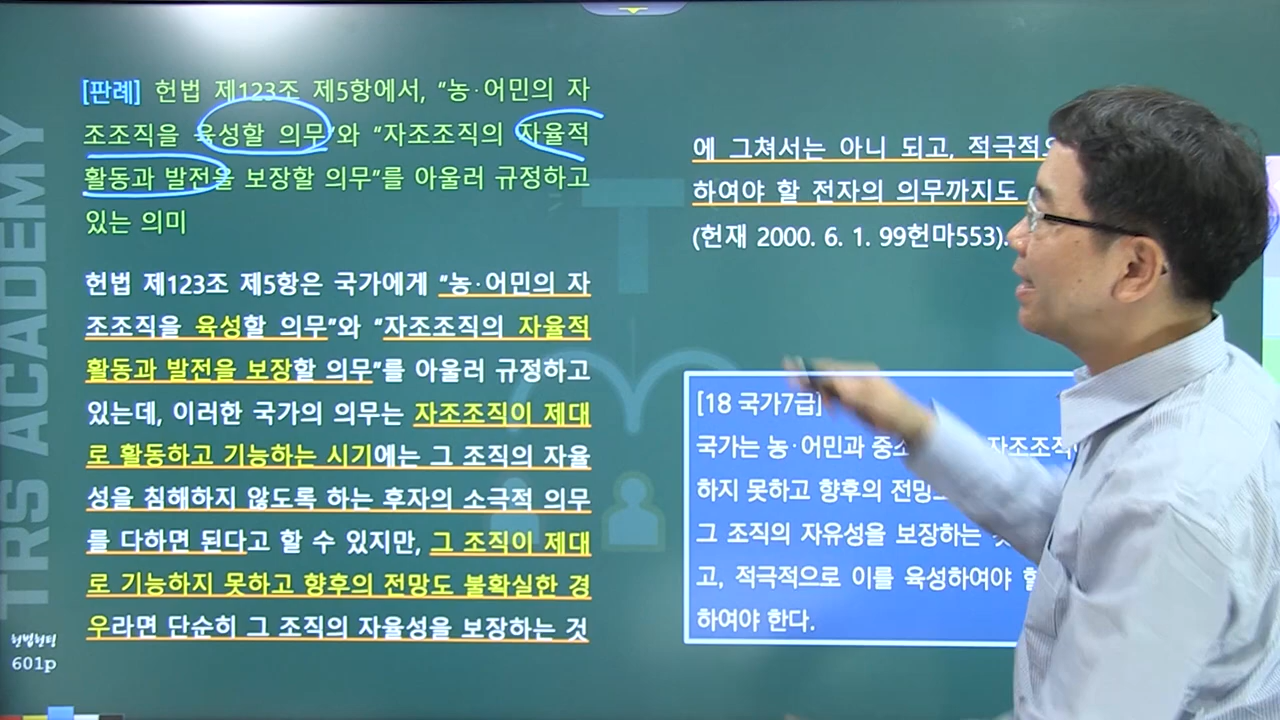 [판례] 헌법 제123조 제5항에서, "농·어민의 자
조조직을 육성할 의무"와 "자조조직의 자율적
활동과 발전을 보장할 의무"를 아울러 규정하고
있는 의미
헌법 제123조 제5항은 국가에게 "농·어민의 자
조조직을 육성할 의무"와 "자조조직의 자율적
활동과 발전을 보장할 의무"를 아울러 규정하고
있는데, 이러한 국가의 의무는 자조조직이 제대
로 활동하고 기능하는 시기에는 그 조직의 자율
성을 침해하지 않도록 하는 후자의 소극적 의무
를 다하면 된다고 할 수 있지만, 그 조직이 제대
로 기능하지 못하고 향후의 전망도 불확실한 경
우라면 단순히 그 조직의 자율성을 보장하는 것
에 그쳐서는 아니 되고, 적극적
하여야 할 전자의 의무까지도
(헌재 2000. 6. 1. 99헌마553).
[18 국가7급]
국가는 농·어민과 자조조직
하지 못하고 향후의
그 조직의 자유성을 보장하는
고, 적극적으로 이를 육성하여야
하여야 한다.
TRS ACADEMY
601p